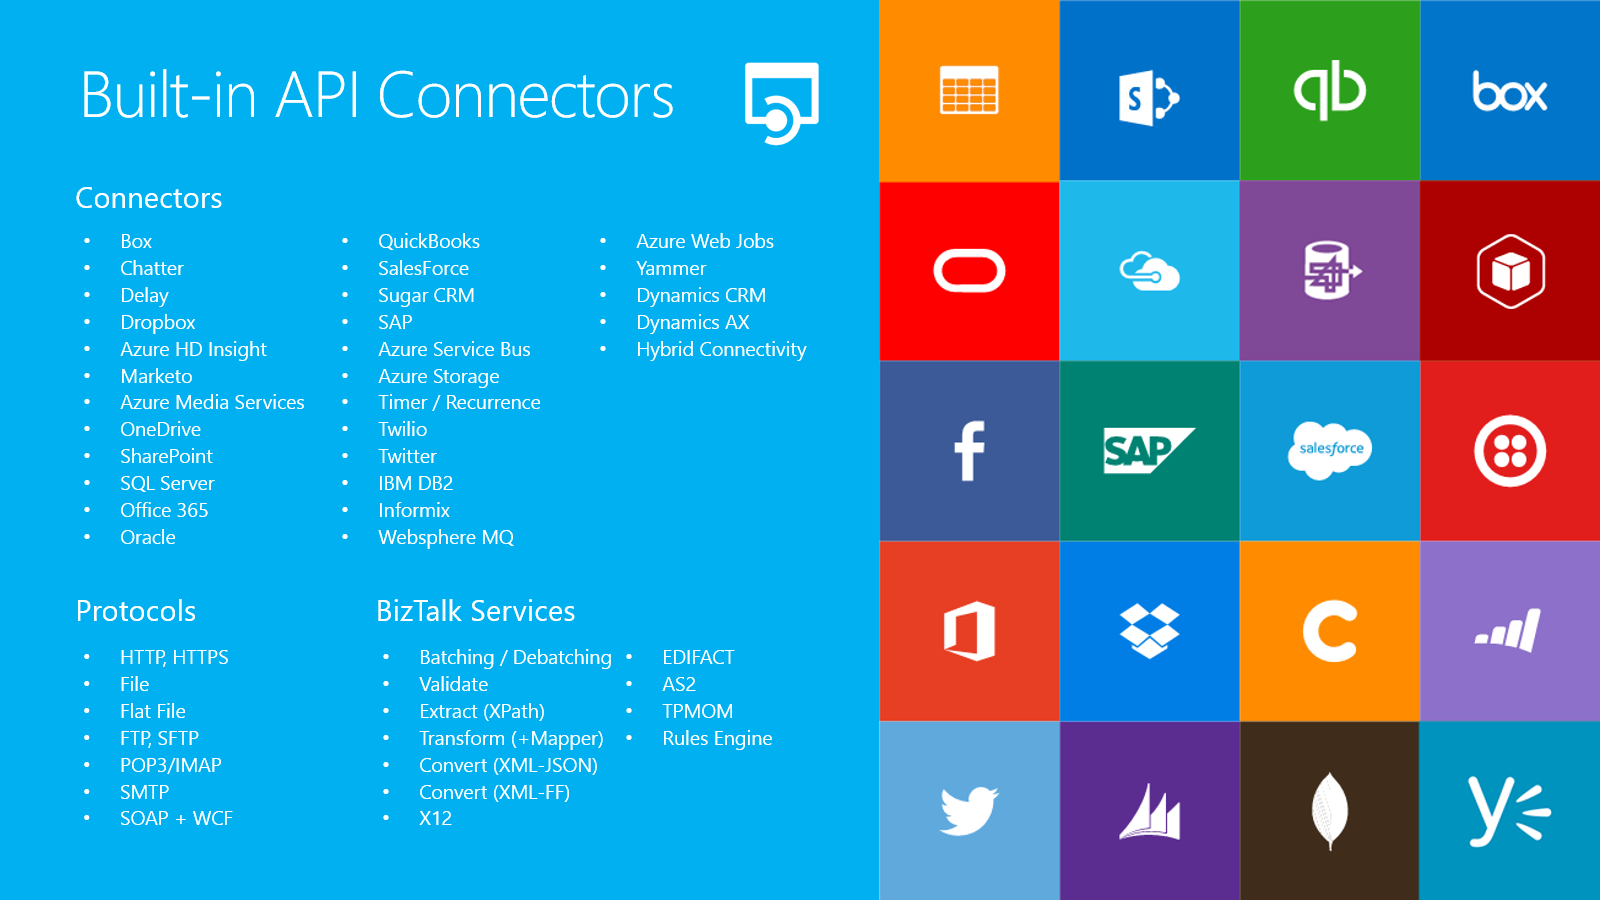 Built-in API Connectors
Connectors
• Box
• Chatter
• Delay
• Dropbox
• Azure HD Insight
• Marketo
• Azure Media Services
• OneDrive
• SharePoint
• SQL Server
• Office 365
• Oracle
• QuickBooks
• SalesForce
• Sugar CRM
• SAP
• Azure Service Bus
• Azure Storage
• Timer / Recurrence
• Twilio
• Twitter
• IBM DB2
• Informix
• Websphere MQ
• Azure Web Jobs
• Yammer
• Dynamics CRM
• Dynamics AX
• Hybrid Connectivity
Protocols
• HTTP, HTTPS
• File
• Flat File
• FTP, SFTP
• POP3/IMAP
• SMTP
• SOAP + WCF
BizTalk Services
• Batching / Debatching
• Validate
• Extract (XPath)
• Transform (+Mapper)
• Convert (XML-JSON)
• Convert (XML-FF)
• X12
• EDIFACT
• AS2
• TPMOM
• Rules Engine
S
qb
box
f
SAP
salesforce
C
y